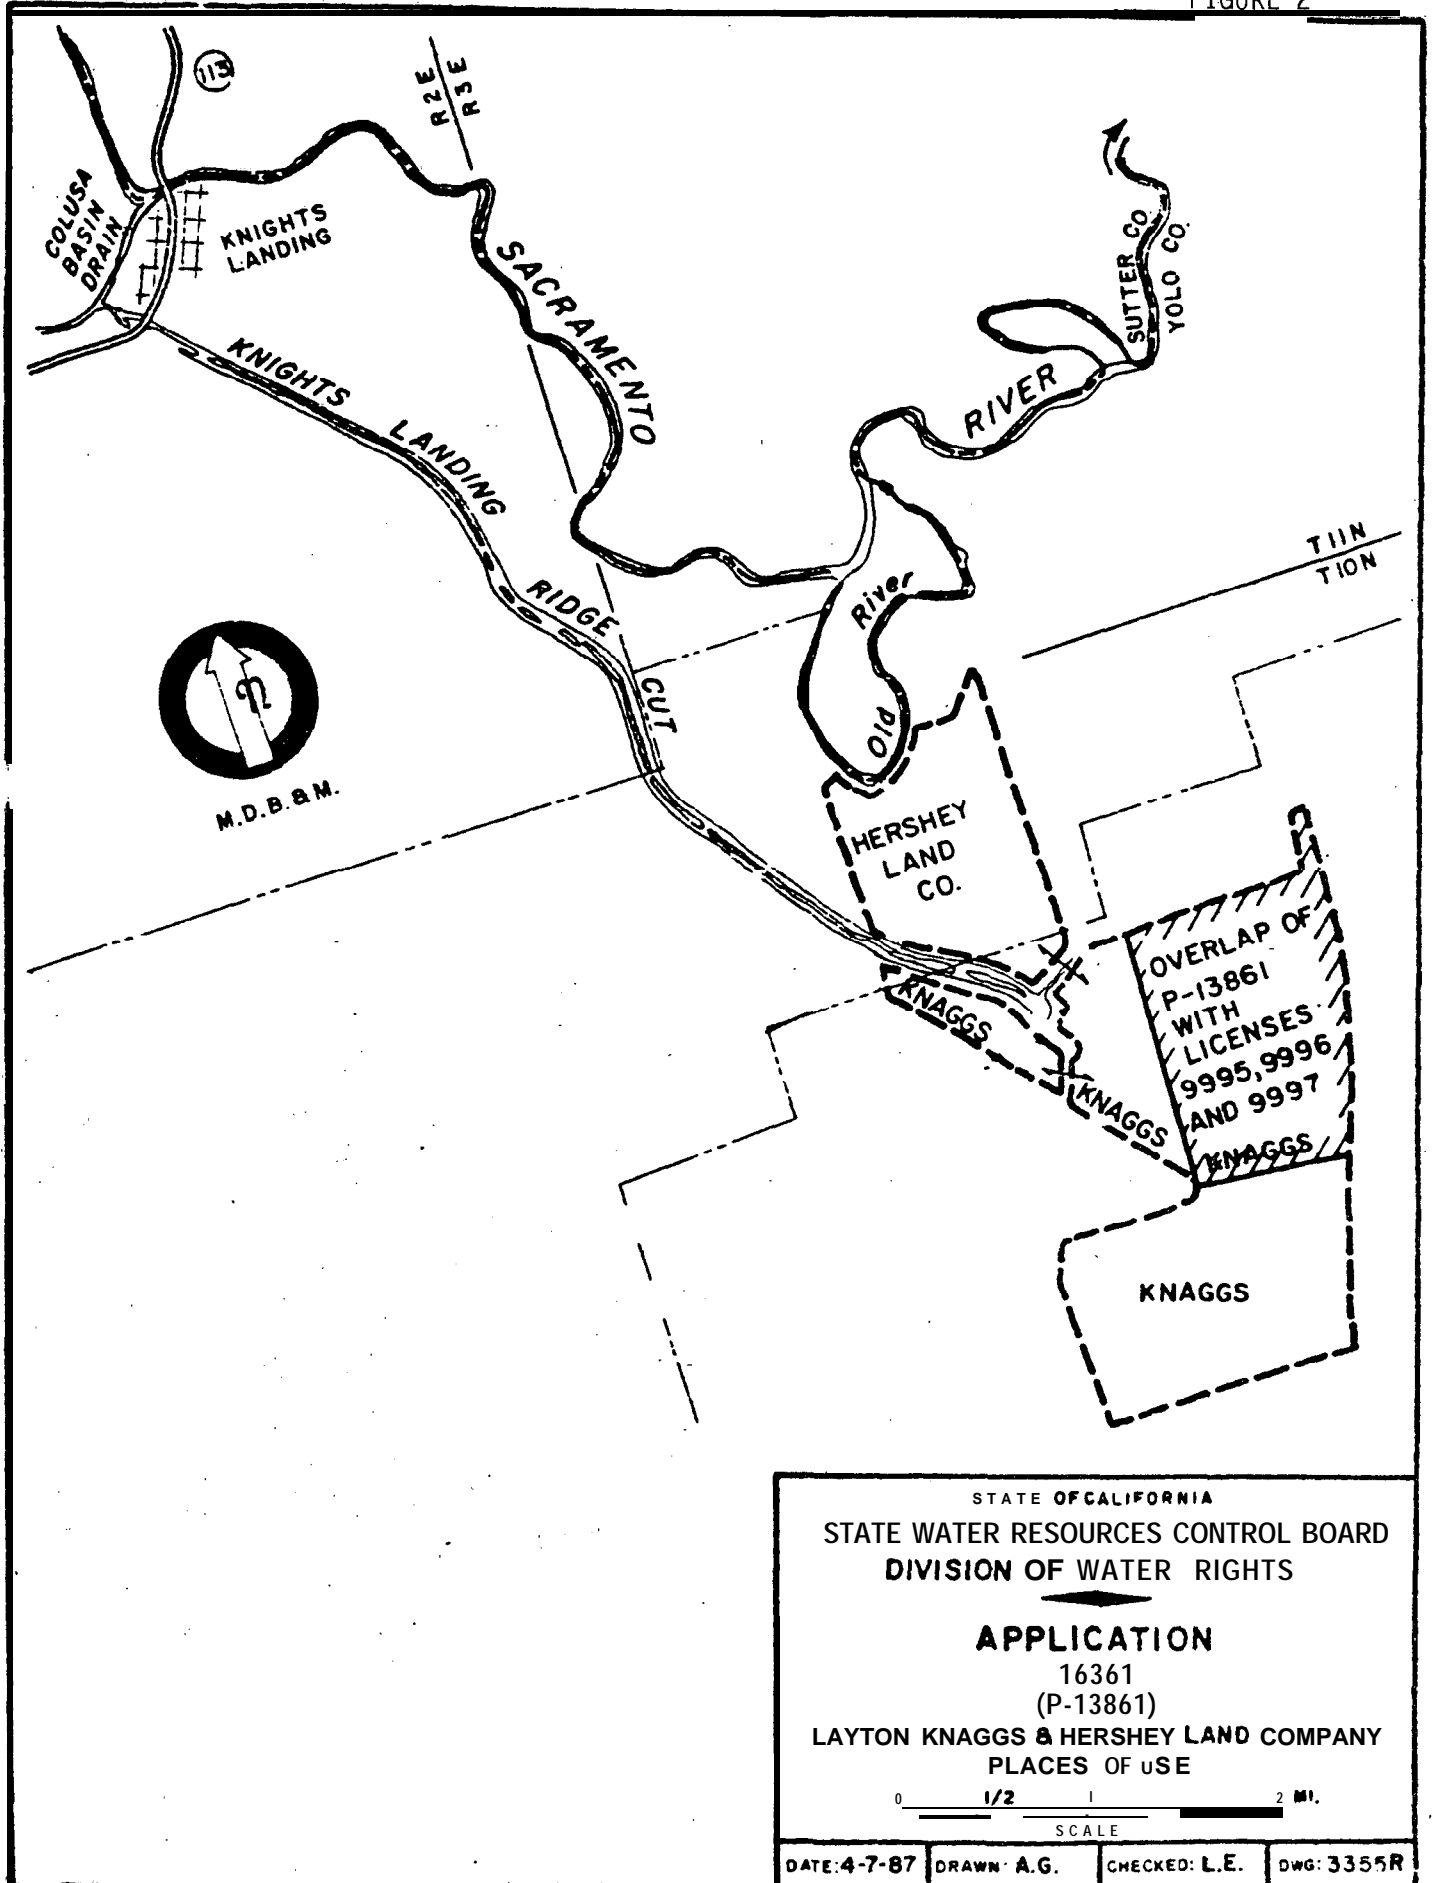 FIGURE 2
113
R2E
R3E
COLUSA
BASIN
DRAIN
KNIGHTS
LANDING
SACRAMENTO
RIVER
SUTTER CO.
YOLO CO.
KNIGHTS
LANDING
RIDGE
CUT
T11N
T10N
Old River
n
M.D.B.&M.
HERSHEY
LAND
CO.
KNAGGS
KNAGGS
OVERLAP OF
P-13861
WITH
LICENSES
9995,9996
AND 9997
KNAGGS
KNAGGS
STATE OF CALIFORNIA
STATE WATER RESOURCES CONTROL BOARD
DIVISION OF WATER RIGHTS
APPLICATION
16361
(P-13861)
LAYTON KNAGGS & HERSHEY LAND COMPANY
PLACES OF USE
0 1/2 1 2 MI.
SCALE
DATE:4-7-87 DRAWN: A.G. CHECKED: L.E. DWG: 3355R